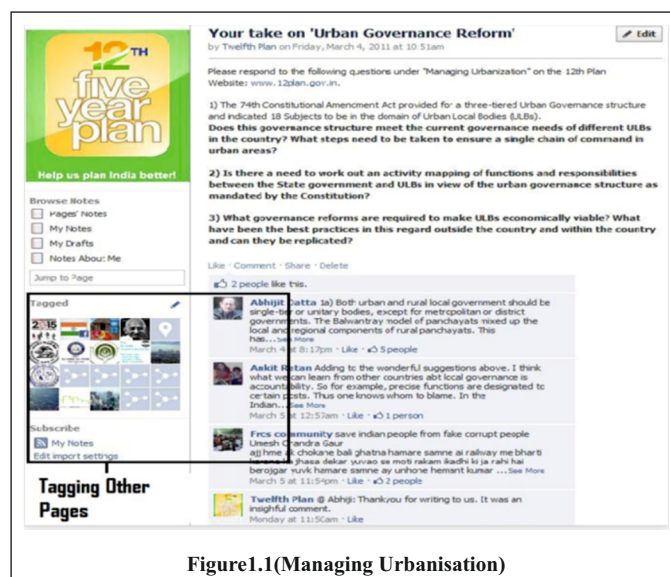 12TH
five
year
plan
Help us plan India better!
Browse Notes
Pages' Notes
My Notes
My Drafts
Notes About Me
Jump to Page
Tagged
Subscribe
My Notes
Edit import settings
Tagging Other
Pages
Your take on 'Urban Governance Reform'
by Twelfth Plan on Friday, March 4, 2011 at 10:51am
Edit
Please respond to the following questions under "Managing Urbanization" on the 12th Plan
Website: www.12plan.gov.in.
1) The 74th Constitutional Amendment Act provided for a three-tiered Urban Governance structure
and indicated 18 Subjects to be in the domain of Urban Local Bodies (ULBs).
Does this governance structure meet the current governance needs of different ULBs
in the country? What steps need to be taken to ensure a single chain of command in
urban areas?
2) Is there a need to work out an activity mapping of functions and responsibilities
between the State government and ULBs in view of the urban governance structure as
mandated by the Constitution?
3) What governance reforms are required to make ULBs economically viable? What
have been the best practices in this regard outside the country and within the country
and can they be replicated?
Like · Comment · Share · Delete
2 people like this.
Abhijit Datta 1a) Both urban and rural local government should be
single-tier or unitary bodies, except for metropolitan or district
governments. The Balwantray model of panchayats mixed up the
local and regional components of rural panchayats. This
has...See More
March 4 at 8:17pm · Like · 5 people
Ankit Ratan Adding to the wonderful suggestions above. I think
what we can learn from other countries abt local governance is
accountability. So for example, precise functions are designated to
certain posts. Thus one knows whom to blame. In the
Indian...See More
March 5 at 12:57am · Like · 1 person
Frcs community save indian people from fake corrupt people
Umesh Chandra Gaur
ajj hme ak chokane bali ghatna hamare samne ai railway me bharti
jhasa dekar yuvao se moti rakam ikadhi ki ja rahi hai
berojgar yuvk hamare samne ay unhone hemant kumar ...See More
March 5 at 11:54pm · Like · 2 people
Twelfth Plan @ Abhiji: Thankyou for writing to us. It was an
insighful comment.
Monday at 11:50am · Like
Figure1.1(Managing Urbanisation)